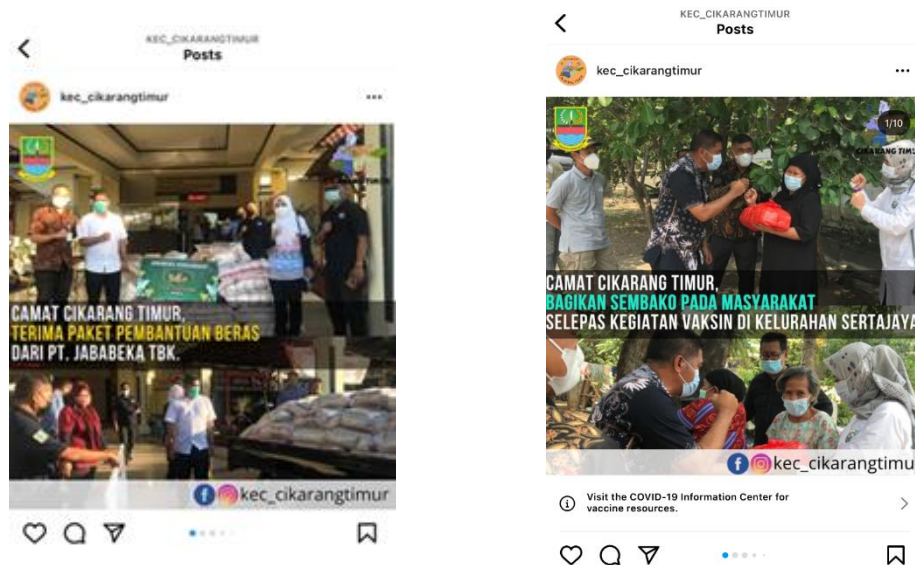 KEC_CIKARANGTIMUR
Posts
kec_cikarangtimur
CAMAT CIKARANG TIMUR,
TERIMA PAKET PEMBANTUAN BERAS
DARI PT. JABABEKA TBK.
kec_cikarangtimur
KEC_CIKARANGTIMUR
Posts
kec_cikarangtimur
1/10
CIKARANG TIMU
CAMAT CIKARANG TIMUR,
BAGIKAN SEMBAKO PADA MASYARAKAT
SELEPAS KEGIATAN VAKSIN DI KELURAHAN SERTAJAYA
kec_cikarangtimu
Visit the COVID-19 Information Center for
vaccine resources.